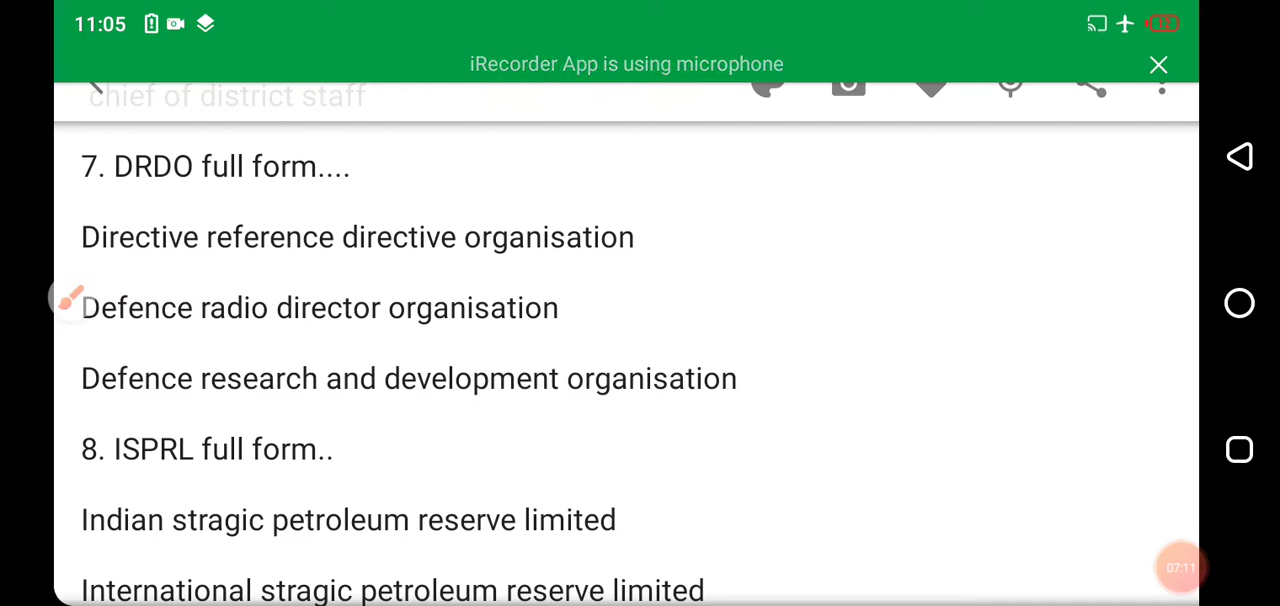 11:05
iRecorder App is using microphone
chief of district staff
7. DRDO full form....
Directive reference directive organisation
Defence radio director organisation
Defence research and development organisation
8. ISPRL full form..
Indian stragic petroleum reserve limited
International stragic petroleum reserve limited
07:11